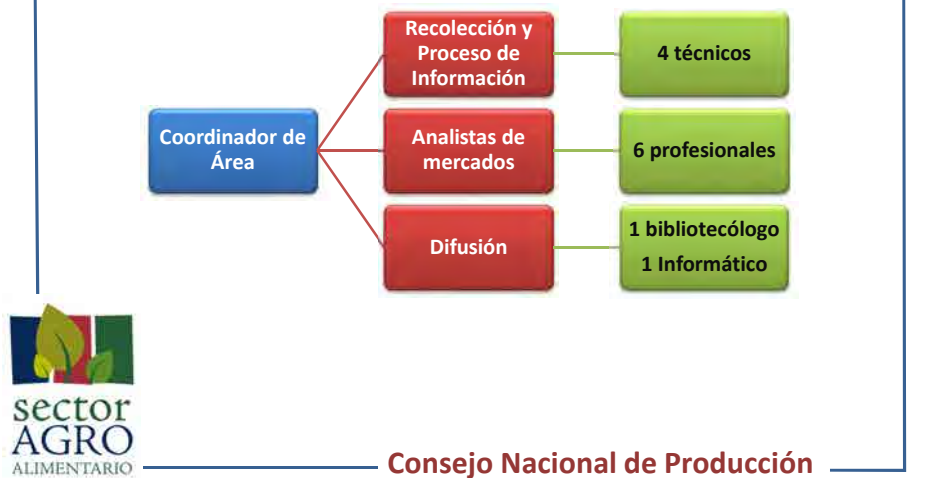 Recolección y
Proceso de
Información
4 técnicos
Coordinador de
Área
Analistas de
mercados
6 profesionales
Difusión
1 bibliotecólogo
1 Informático
sector
AGRO
ALIMENTARIO
Consejo Nacional de Producción